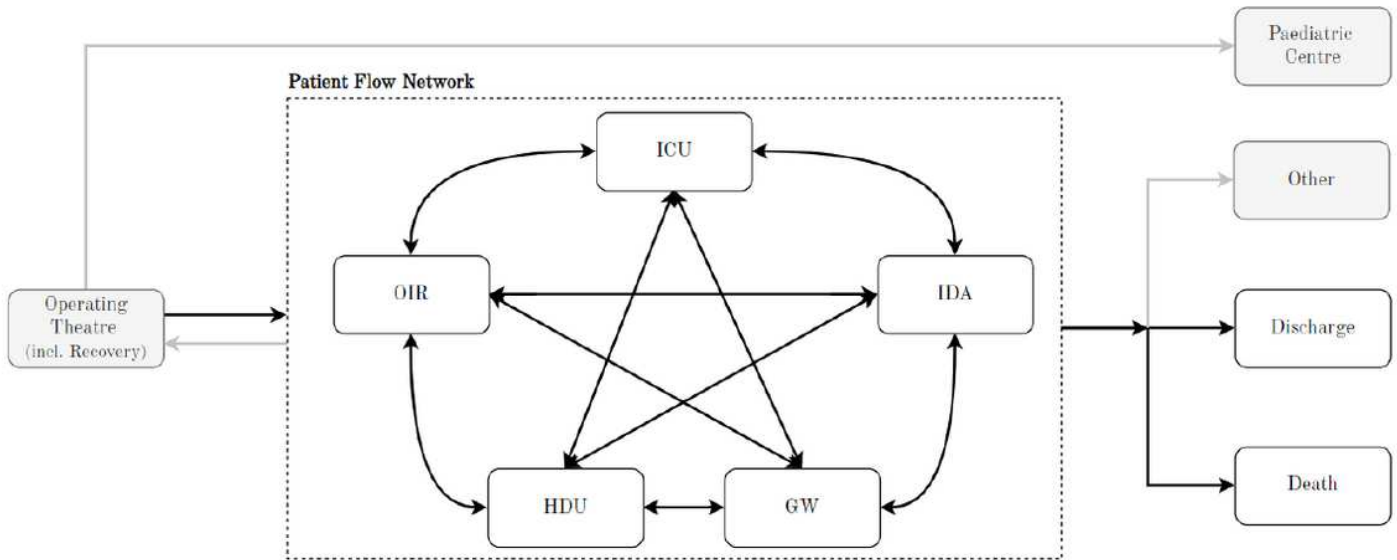 Paediatric
Centre
Patient Flow Network
ICU
Other
OIR
IDA
Operating
Theatre
(incl. Recovery)
Discharge
HDU
GW
Death